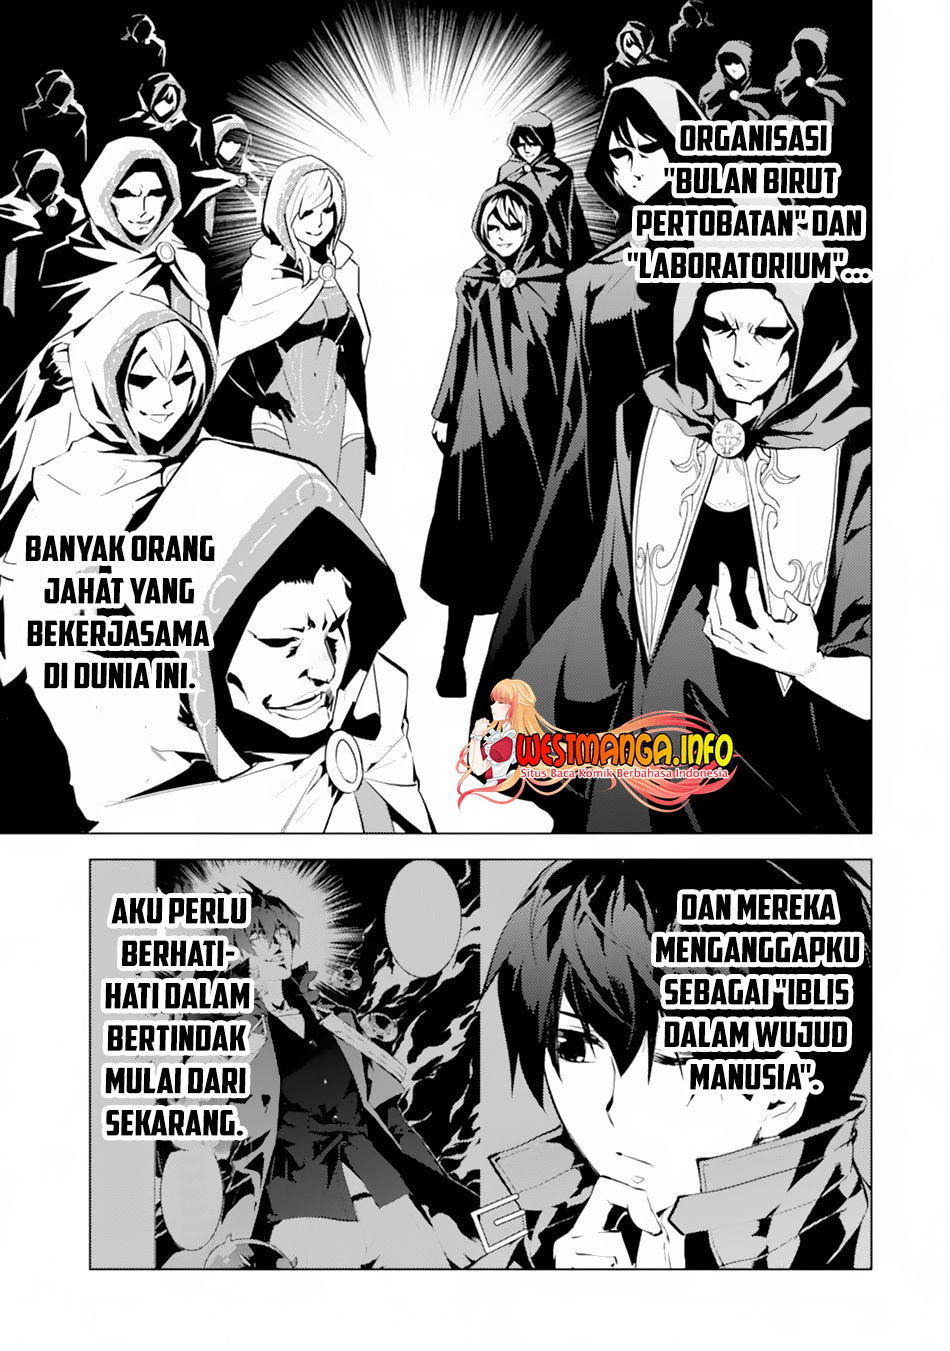 ORGANISASI
"BULAN BIRUT
PERTOBATAN" DAN
"LABORATORIUM"...
BANYAK ORANG
JAHAT YANG
BEKERJASAMA
DI DUNIA INI.
WESTMANGA.INFO
Situs Baca Komik Berbahasa Indonesia
DAN MEREKA
MENGANGGAPKU
SEBAGAI "IBLIS
DALAM WUJUD
MANUSIA".
AKU PERLU
BERHATI-
HATI DALAM
BERTINDAK
MULAI DARI
SEKARANG.